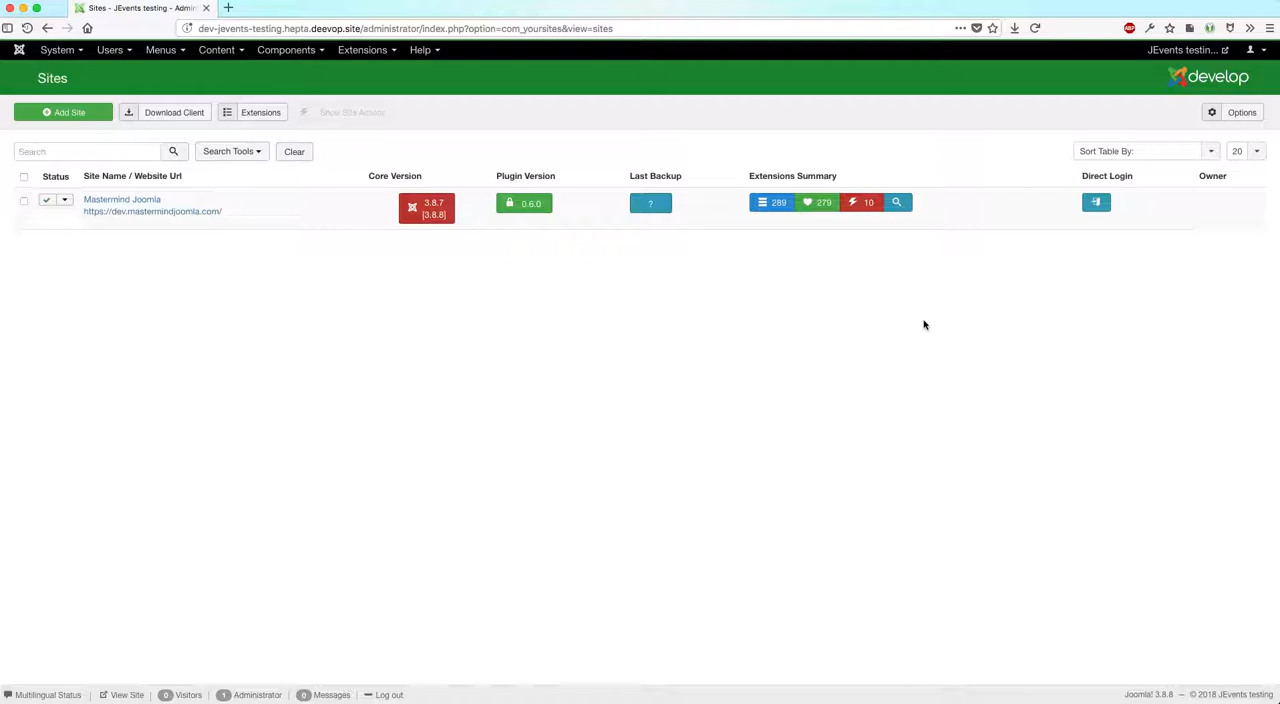 Sites - JEvents testing - Admin
dev-jevents-testing.hepta.deevop.site/administrator/index.php?option=com_yoursites&view=sites
System Users Menus Content Components Extensions Help JEvents testin...
Sites develop
Add Site Download Client Extensions Show Site Actions Options
Search Search Tools Clear Sort Table By: 20
Status Site Name / Website Url Core Version Plugin Version Last Backup Extensions Summary Direct Login Owner
Mastermind Joomla 3.8.7 0.6.0 ? 289 279 10
https://dev.mastermindjoomla.com/ [3.8.8]
Multilingual Status View Site 0 Visitors 1 Administrator 0 Messages Log out Joomla! 3.8.8 — © 2018 JEvents testing